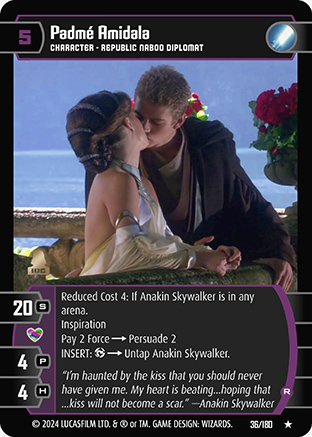 5 Padmé Amidala
CHARACTER - REPUBLIC NABOO DIPLOMAT
20 S
4 P
4 H
Reduced Cost 4: If Anakin Skywalker is in any
arena.
Inspiration
Pay 2 Force → Persuade 2
INSERT: → Untap Anakin Skywalker.
“I'm haunted by the kiss that you should never
have given me. My heart is beating...hoping that
...kiss will not become a scar.” —Anakin Skywalker
R
© 2024 LUCASFILM LTD. & ® or TM. GAME DESIGN: WIZARDS. 36/180 ★